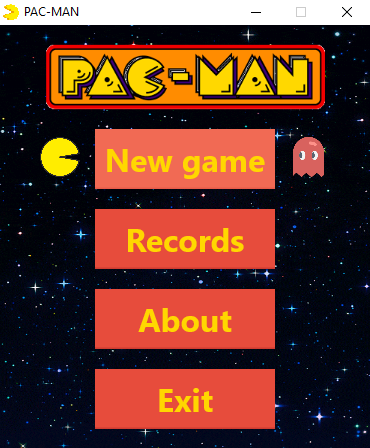 PAC-MAN
PAC-MAN
New game
Records
About
Exit